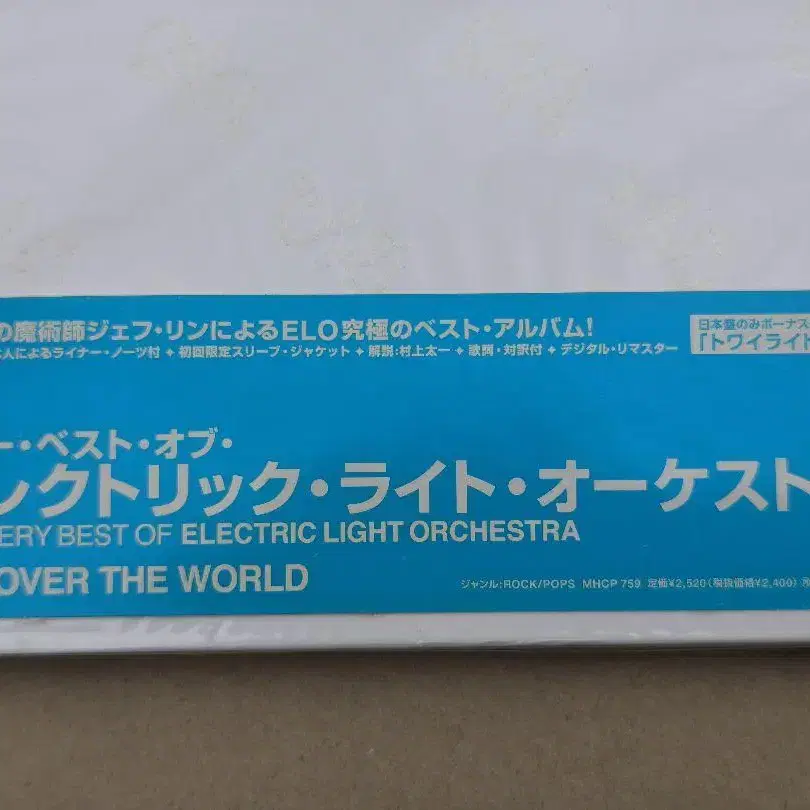 の魔術師ジェフ・リンによるELO究極のベスト・アルバム!
人によるライナー・ノーツ付 ✦ 初回限定スリーブ・ジャケット ✦ 解説:村上太一 ✦ 歌詞・対訳付 ✦ デジタル・リマスター
日本盤のみボーナス
「トワイライト
ー・ベスト・オブ・
レクトリック・ライト・オーケスト
ERY BEST OF ELECTRIC LIGHT ORCHESTRA
OVER THE WORLD
ジャンル:ROCK/POPS MHCP 759 定価¥2,520(税抜価格¥2,400)